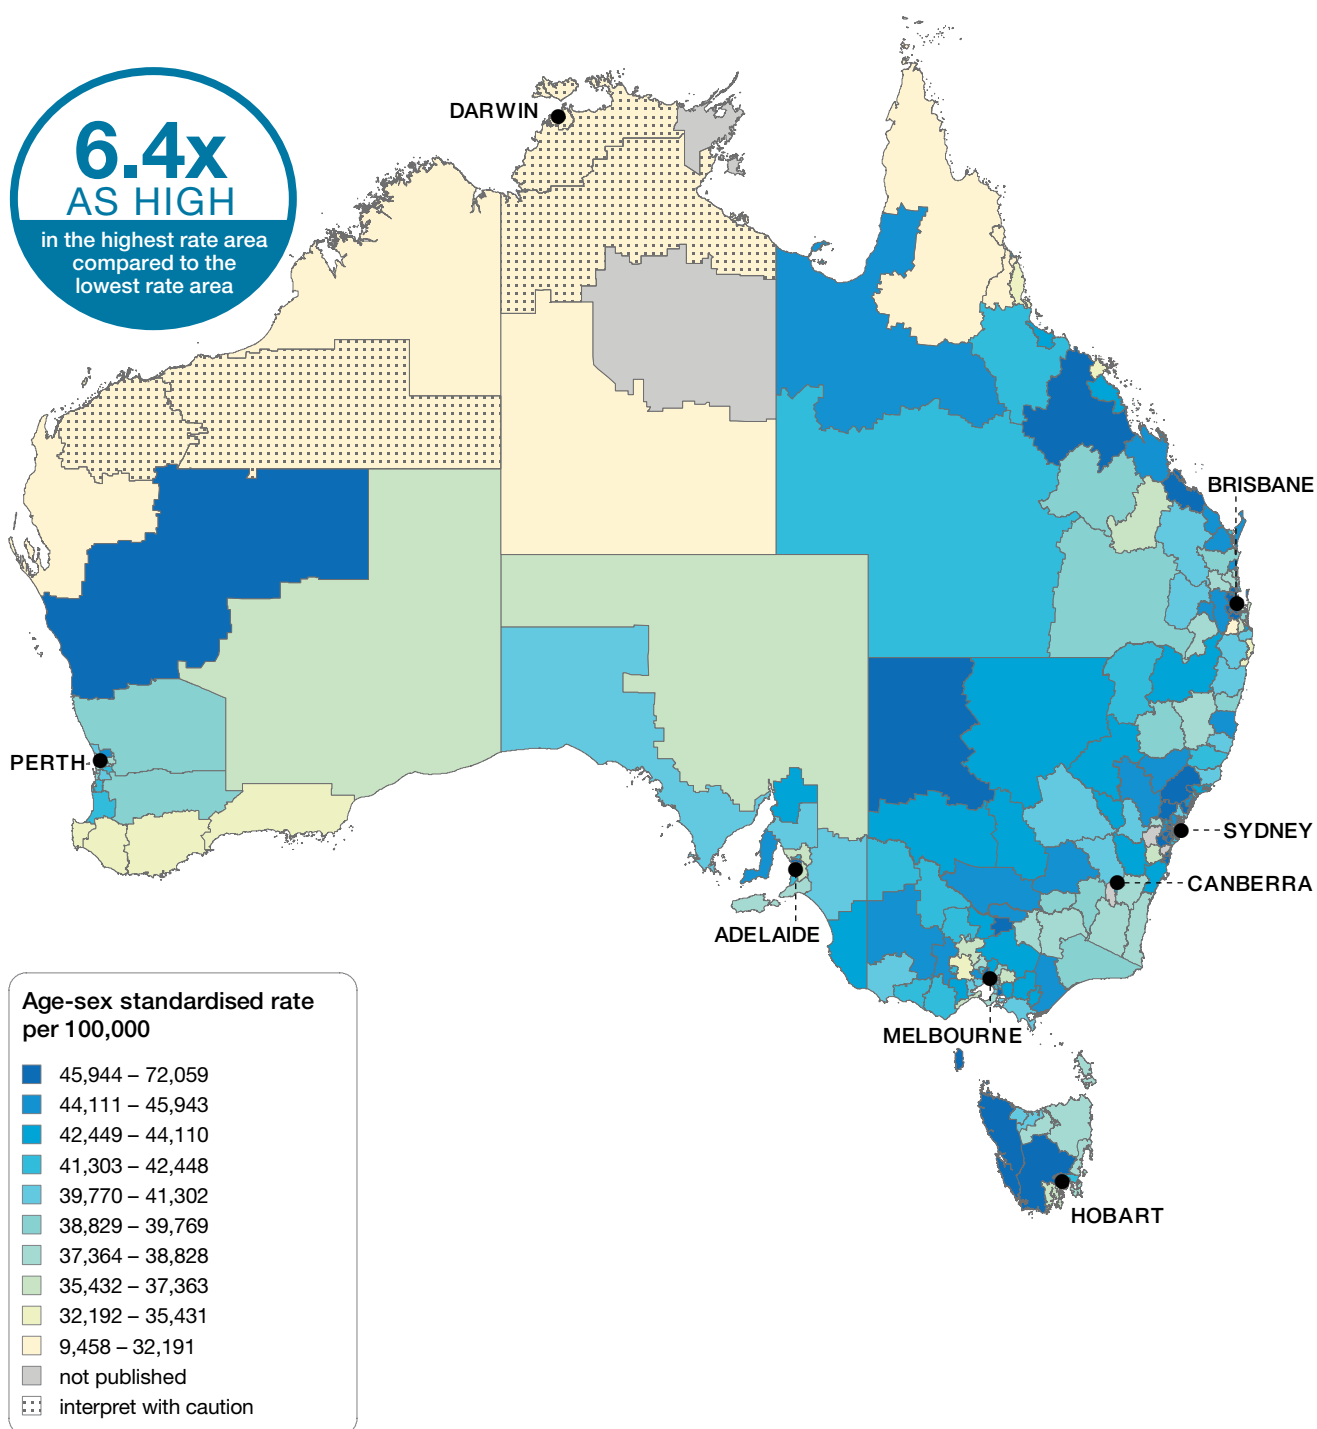 DARWIN
6.4x
AS HIGH
in the highest rate area
compared to the
lowest rate area
BRISBANE
PERTH
SYDNEY
CANBERRA
ADELAIDE
MELBOURNE
HOBART
Age-sex standardised rate
per 100,000
45,944 – 72,059
44,111 – 45,943
42,449 – 44,110
41,303 – 42,448
39,770 – 41,302
38,829 – 39,769
37,364 – 38,828
35,432 – 37,363
32,192 – 35,431
9,458 – 32,191
not published
interpret with caution